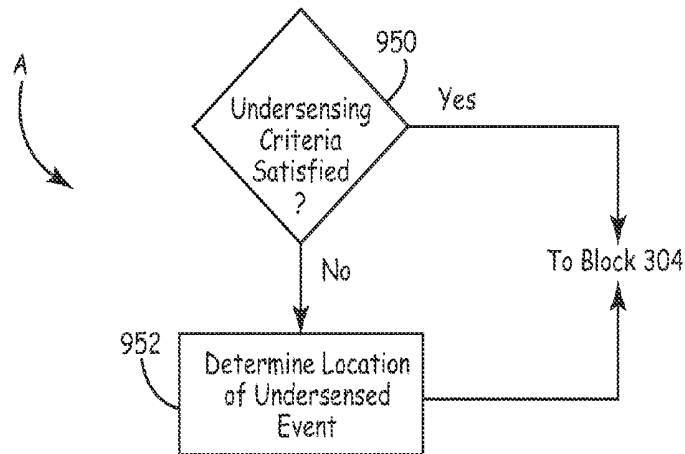 950
A
Yes
Undersensing
Criteria
Satisfied
?
To Block 304
No
952
Determine Location
of Undersensed
Event